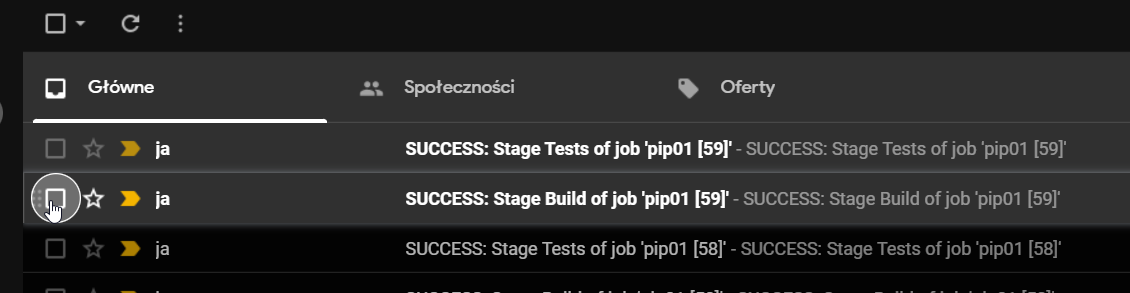 Główne Społeczności Oferty
ja SUCCESS: Stage Tests of job 'pip01 [59]' - SUCCESS: Stage Tests of job 'pip01 [59]'
ja SUCCESS: Stage Build of job 'pip01 [59]' - SUCCESS: Stage Build of job 'pip01 [59]'
ja SUCCESS: Stage Tests of job 'pip01 [58]' - SUCCESS: Stage Tests of job 'pip01 [58]'